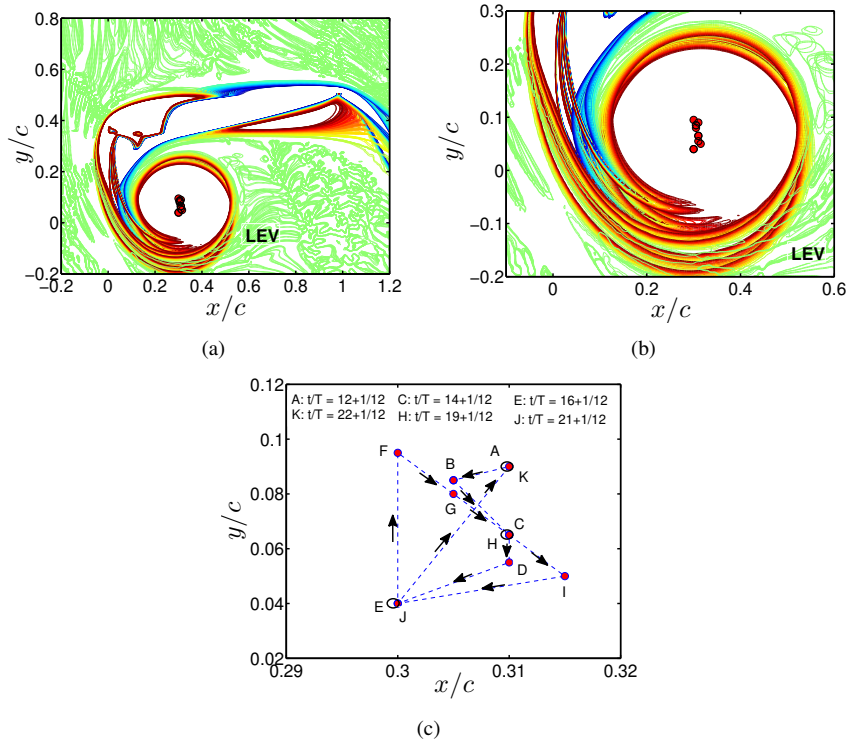 0.8
0.6
0.4
0.2
0
−0.2
−0.2 0 0.2 0.4 0.6 0.8 1 1.2
y/c
x/c
LEV
(a)
0.3
0.2
0.1
0
−0.1
−0.2
0 0.2 0.4 0.6
y/c
x/c
LEV
(b)
0.12
0.1
0.08
0.06
0.04
0.02
0.29 0.3 0.31 0.32
y/c
x/c
A: t/T = 12+1/12 C: t/T = 14+1/12 E: t/T = 16+1/12
K: t/T = 22+1/12 H: t/T = 19+1/12 J: t/T = 21+1/12
F
B
A
K
G
C
H
D
I
E
J
(c)